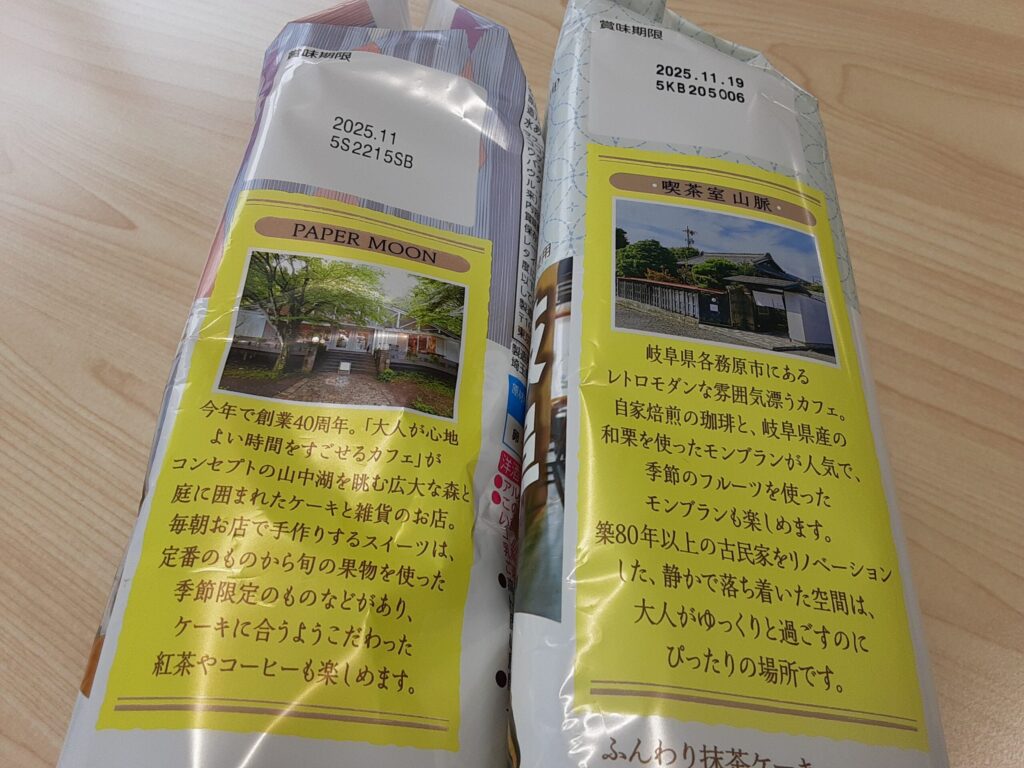 賞味期限
2025.11
5S2215SB
PAPER MOON
今年で創業40周年。「大人が心地
よい時間をすごせるカフェ」が
コンセプトの山中湖を眺む広大な森と
庭に囲まれたケーキと雑貨のお店。
毎朝お店で手作りするスイーツは、
定番のものから旬の果物を使った
季節限定のものなどがあり、
ケーキに合うようこだわった
紅茶やコーヒーも楽しめます。
賞味期限
2025.11.19
5KB205006
喫茶室 山脈
岐阜県各務原市にある
レトロモダンな雰囲気漂うカフェ。
自家焙煎の珈琲と、岐阜県産の
和栗を使ったモンブランが人気で、
季節のフルーツを使った
モンブランも楽しめます。
築80年以上の古民家をリノベーション
した、静かで落ち着いた空間は、
大人がゆっくりと過ごすのに
ぴったりの場所です。
ふんわり抹茶ケーキ